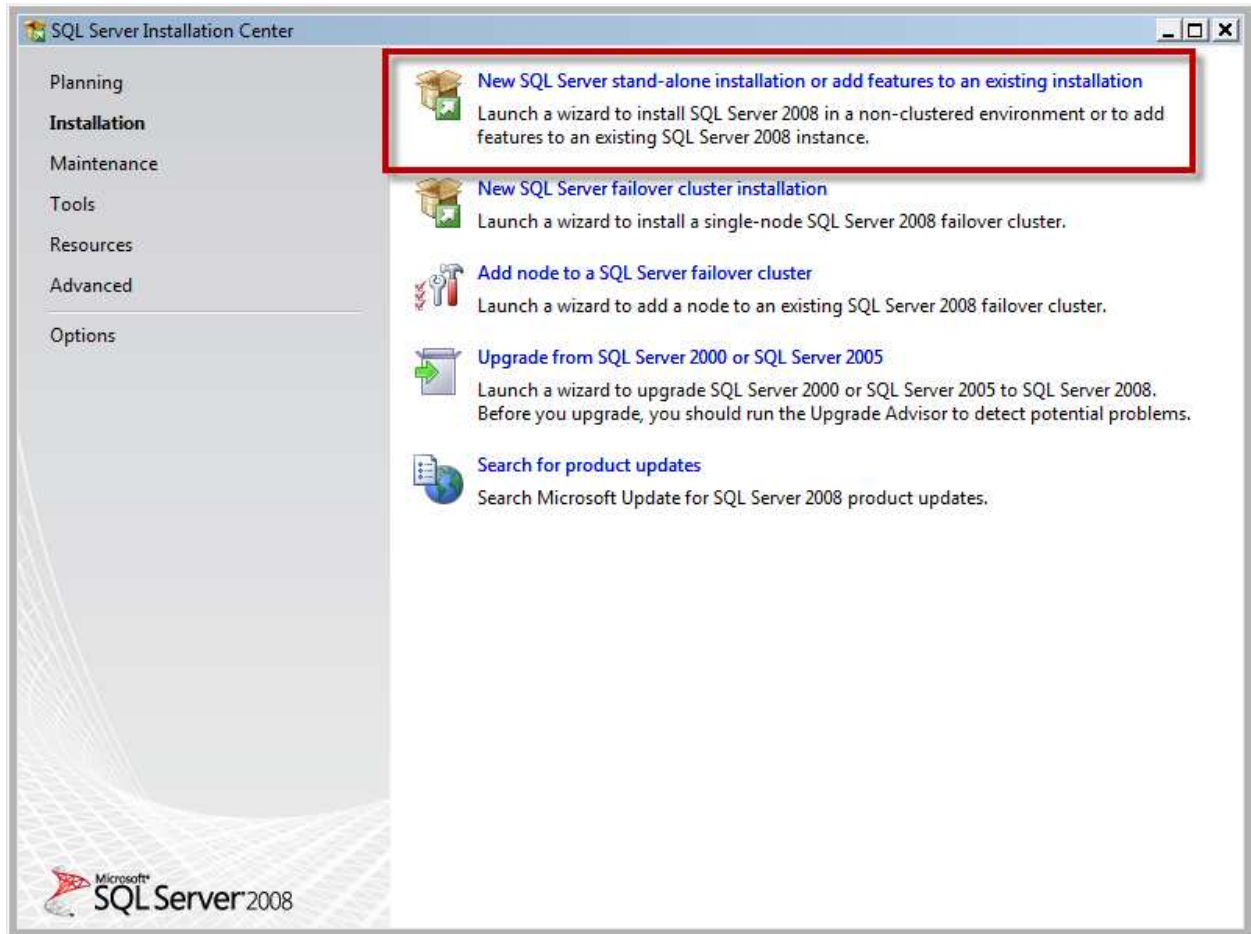 SQL Server Installation Center
Planning
Installation
Maintenance
Tools
Resources
Advanced
Options
New SQL Server stand-alone installation or add features to an existing installation
Launch a wizard to install SQL Server 2008 in a non-clustered environment or to add
features to an existing SQL Server 2008 instance.
New SQL Server failover cluster installation
Launch a wizard to install a single-node SQL Server 2008 failover cluster.
Add node to a SQL Server failover cluster
Launch a wizard to add a node to an existing SQL Server 2008 failover cluster.
Upgrade from SQL Server 2000 or SQL Server 2005
Launch a wizard to upgrade SQL Server 2000 or SQL Server 2005 to SQL Server 2008.
Before you upgrade, you should run the Upgrade Advisor to detect potential problems.
Search for product updates
Search Microsoft Update for SQL Server 2008 product updates.
Microsoft®
SQL Server 2008